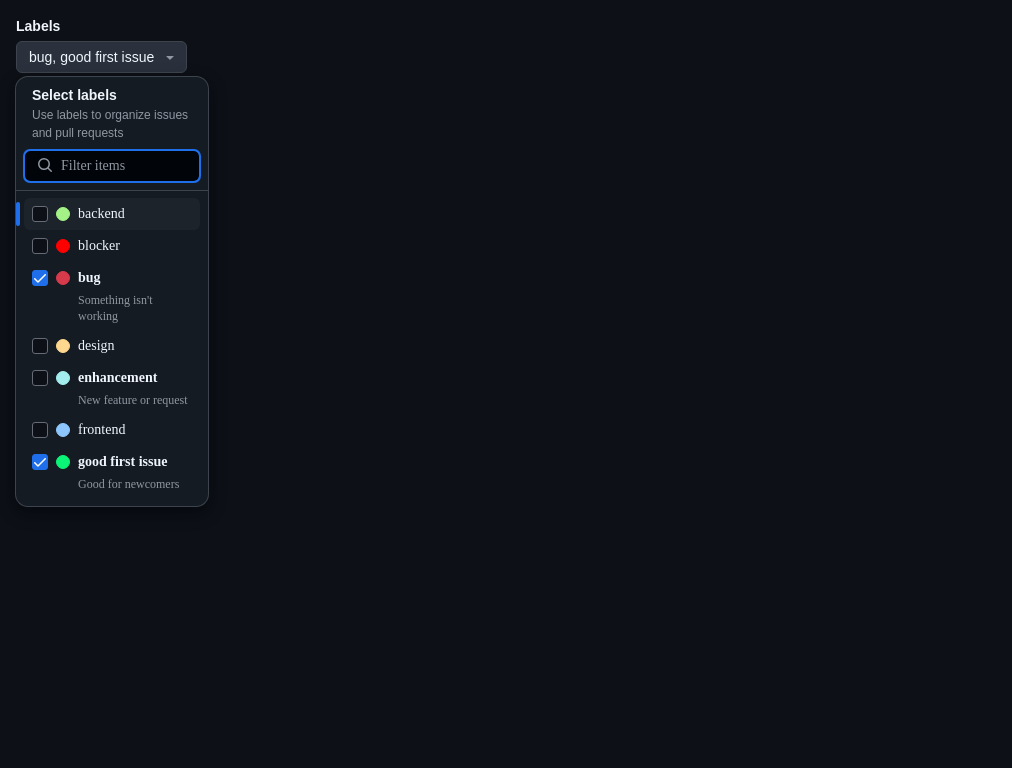 Labels
bug, good first issue
Select labels
Use labels to organize issues
and pull requests
Filter items
backend
blocker
bug
Something isn't
working
design
enhancement
New feature or request
frontend
good first issue
Good for newcomers